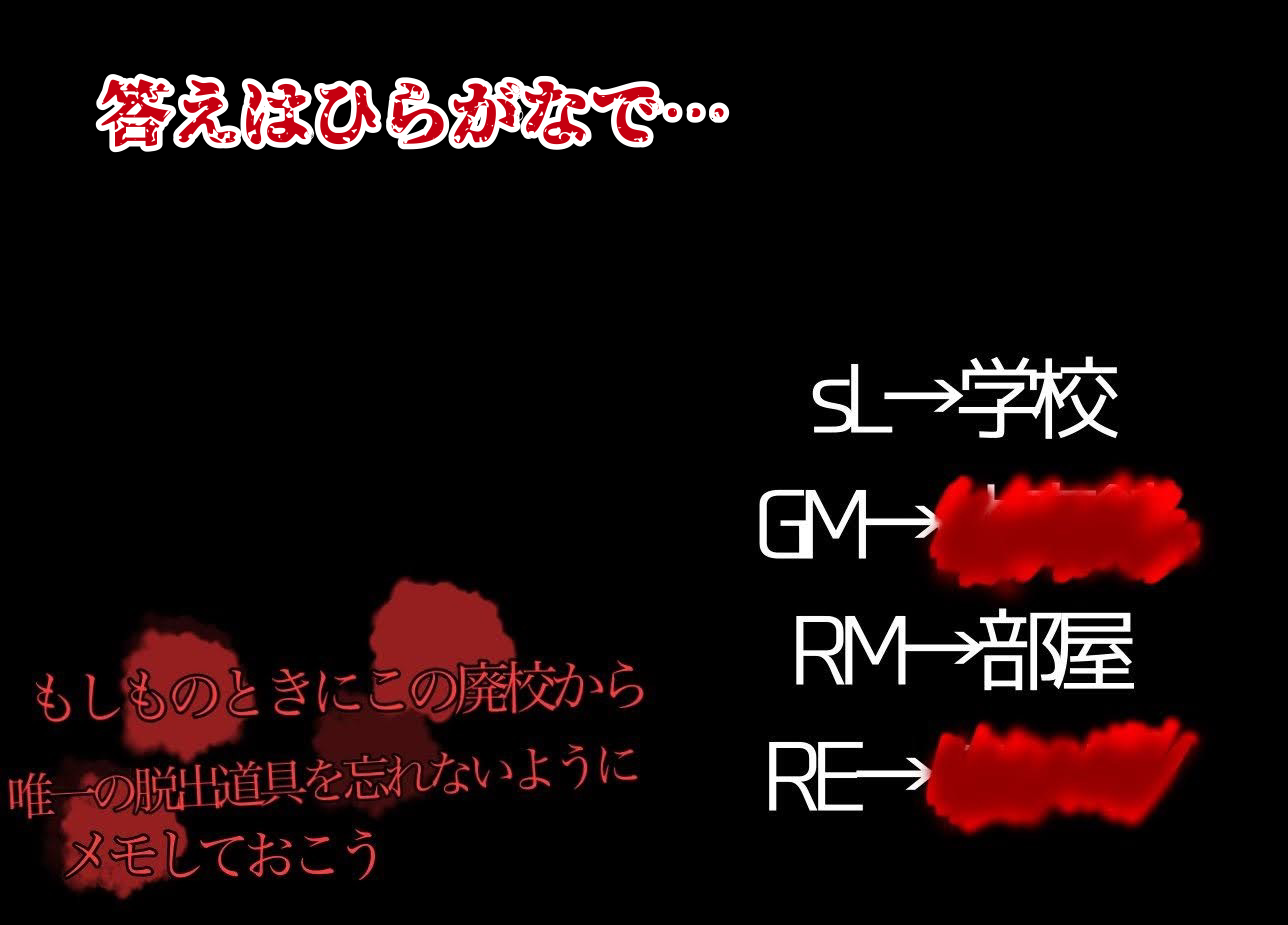 答えはひらがなで…
sL→学校
GM→
RM→部屋
RE→
もしものときにこの廃校から
唯一の脱出道具を忘れないように
メモしておこう